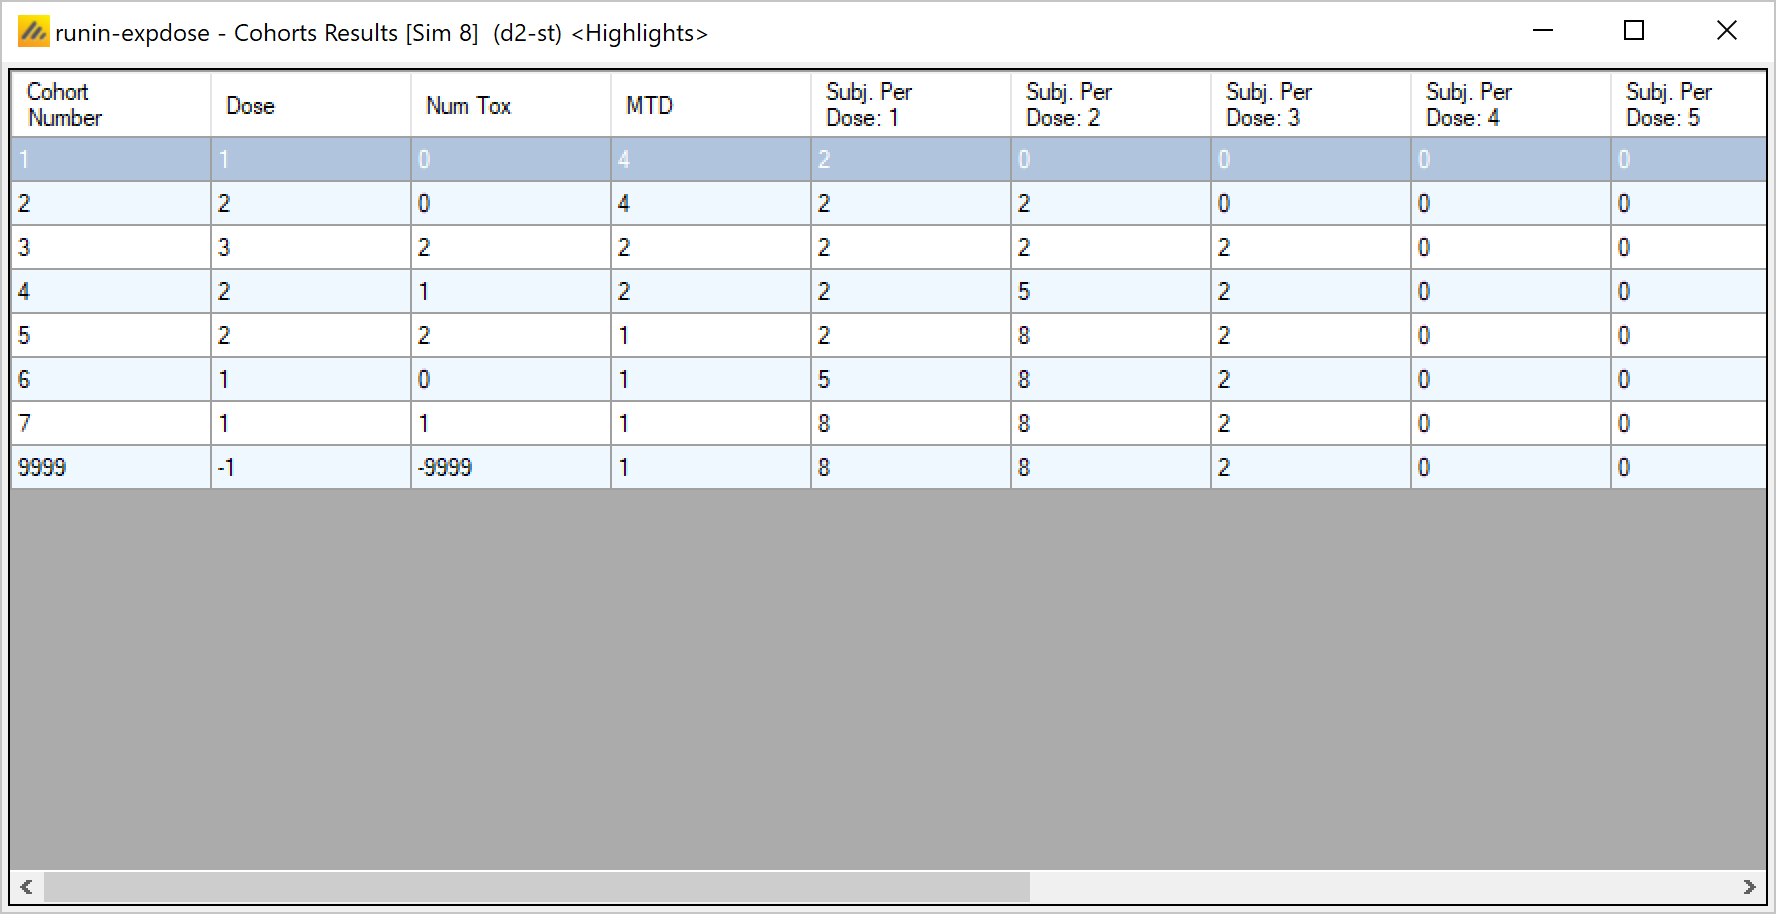 runin-expdose - Cohorts Results [Sim 8]  (d2-st) <Highlights>
Cohort Number	Dose	Num Tox	MTD	Subj. Per Dose: 1	Subj. Per Dose: 2	Subj. Per Dose: 3	Subj. Per Dose: 4	Subj. Per Dose: 5
1	1	0	4	2	0	0	0	0
2	2	0	4	2	2	0	0	0
3	3	2	2	2	2	2	0	0
4	2	1	2	2	5	2	0	0
5	2	2	1	2	8	2	0	0
6	1	0	1	5	8	2	0	0
7	1	1	1	8	8	2	0	0
9999	-1	-9999	1	8	8	2	0	0